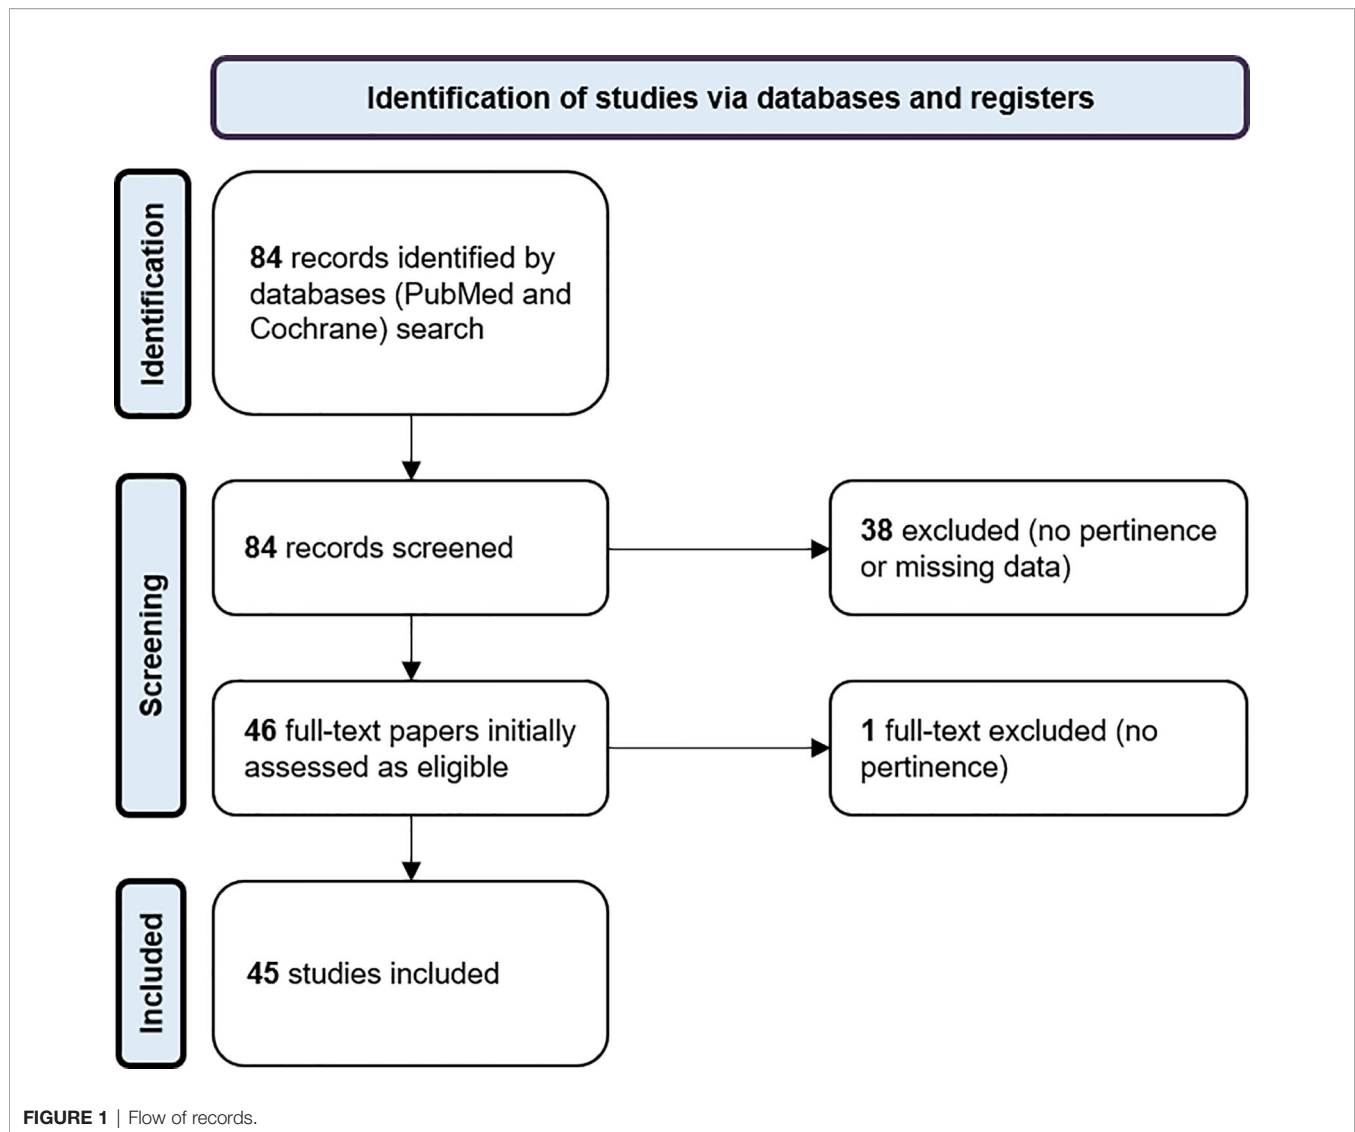 Identification of studies via databases and registers
Identification
84 records identified by
databases (PubMed and
Cochrane) search
Screening
84 records screened
38 excluded (no pertinence
or missing data)
46 full-text papers initially
assessed as eligible
1 full-text excluded (no
pertinence)
Included
45 studies included
FIGURE 1 | Flow of records.